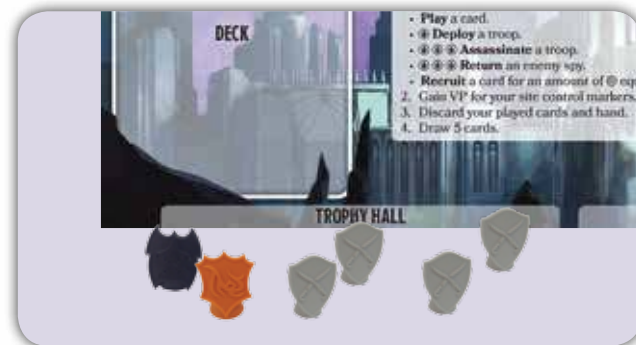 DECK
• Play a card.
• Deploy a troop.
• Assassinate a troop.
• Return an enemy spy.
• Recruit a card for an amount of
2. Gain VP for your site control markers.
3. Discard your played cards and hand.
4. Draw 5 cards.
TROPHY HALL